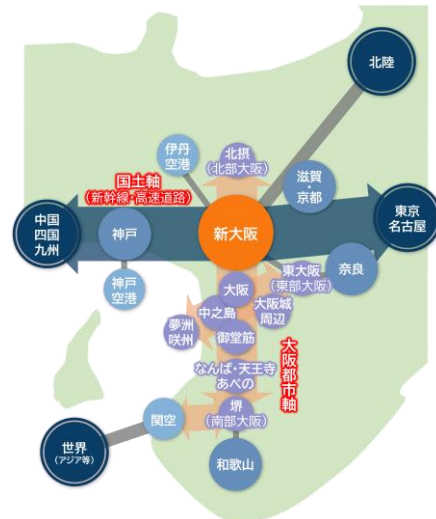 北陸
伊丹
空港
北摂
(北部大阪)
滋賀
・
京都
国土軸
(新幹線・高速道路)
中国
四国
九州
神戸
新大阪
東京
名古屋
神戸
空港
大阪
東大阪
(東部大阪)
奈良
大阪城
周辺
中之島
夢洲
咲州
御堂筋
大阪都市軸
なんば・天王寺
あべの
関空
堺
(南部大阪)
世界
(アジア等)
和歌山